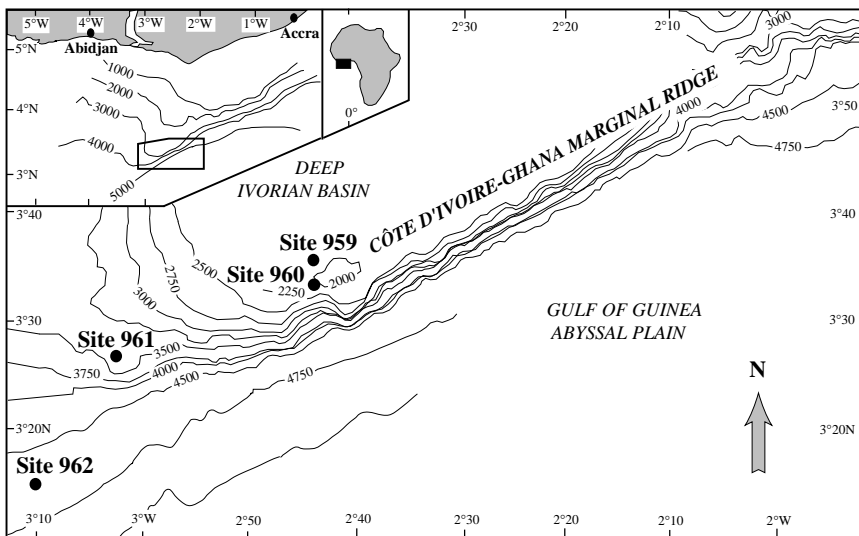 5°W 4°W 3°W 2°W 1°W
Abidjan
Accra
5°N
4°N
3°N
1000
2000
3000
4000
5000
0°
2°30 2°20 2°10
3000
3°50
4000
4500
4750
DEEP
IVORIAN BASIN
CÔTE D'IVOIRE-GHANA MARGINAL RIDGE
3°40
3°40
Site 959
Site 960
2000
2250
2500
2750
3000
GULF OF GUINEA
ABYSSAL PLAIN
3°30
3°30
Site 961
3500
3750
4000
4500
4750
N
3°20N
3°20N
Site 962
3°10 3°W 2°50 2°40 2°30 2°20 2°10 2°W